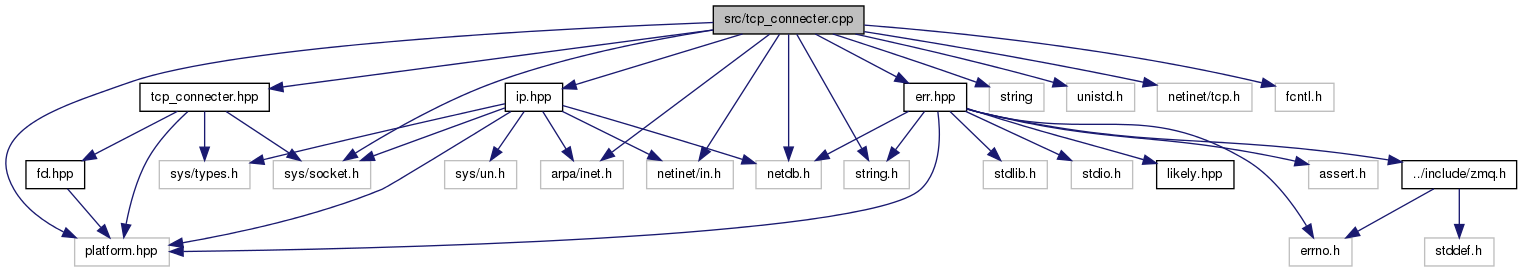 src/tcp_connecter.cpp
tcp_connecter.hpp
ip.hpp
err.hpp
string
unistd.h
netinet/tcp.h
fcntl.h
fd.hpp
sys/types.h
sys/socket.h
sys/un.h
arpa/inet.h
netinet/in.h
netdb.h
string.h
stdlib.h
stdio.h
likely.hpp
assert.h
../include/zmq.h
platform.hpp
errno.h
stddef.h